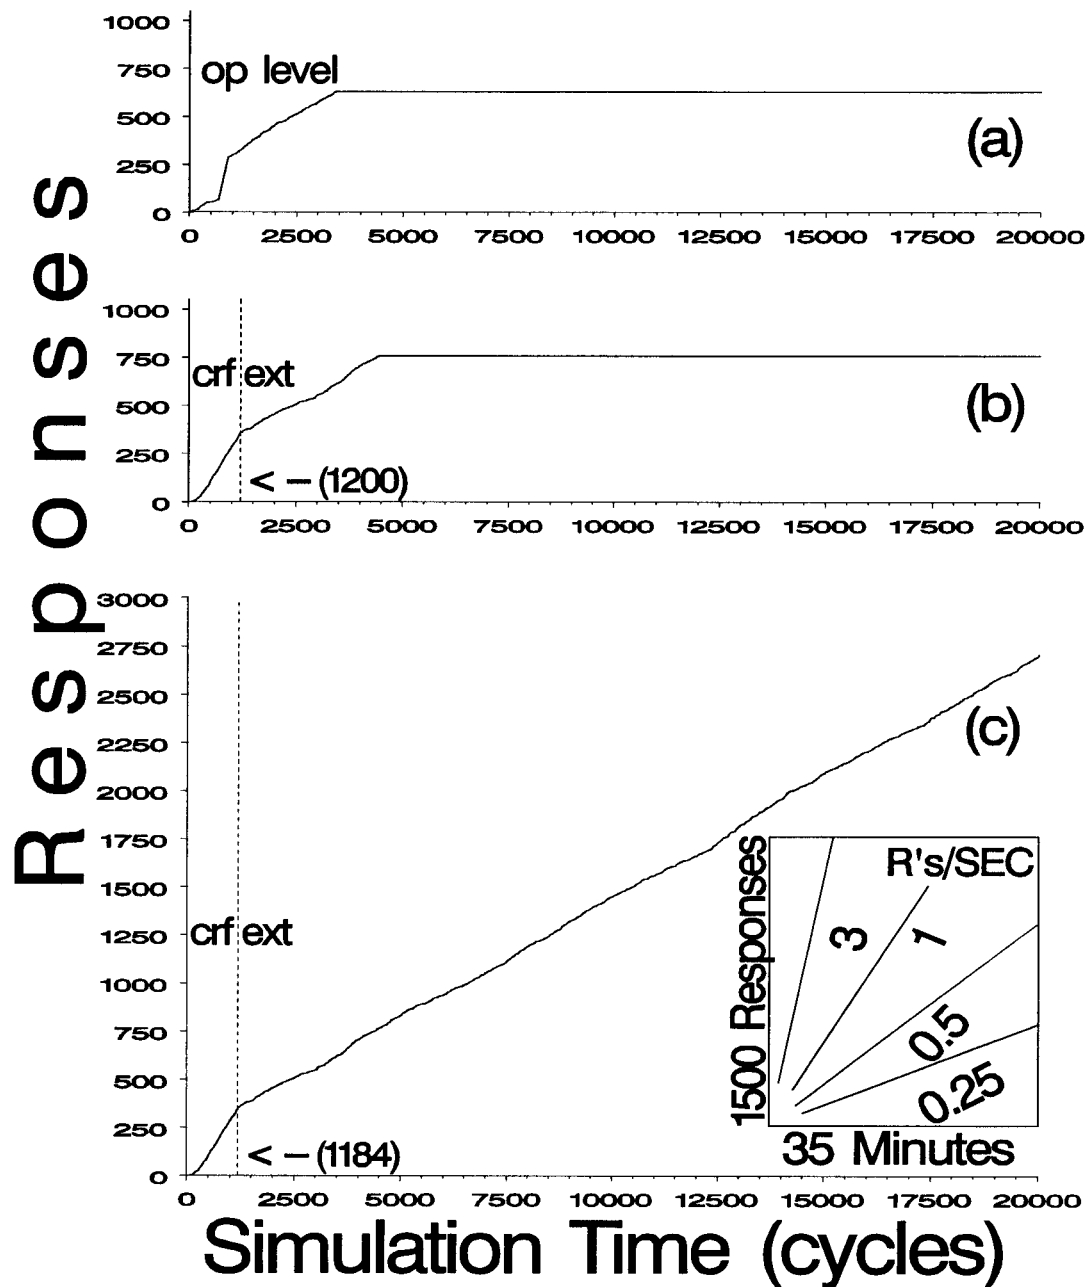 Responses
1000
750
500
250
0
op level
(a)
0 2500 5000 7500 10000 12500 15000 17500 20000
1000
750
500
250
0
crf ext
(b)
< – (1200)
0 2500 5000 7500 10000 12500 15000 17500 20000
3000
2750
2500
2250
2000
1750
1500
1250
1000
750
500
250
0
(c)
crf ext
< – (1184)
1500 Responses
R's/SEC
3
1
0.5
0.25
35 Minutes
0 2500 5000 7500 10000 12500 15000 17500 20000
Simulation Time (cycles)